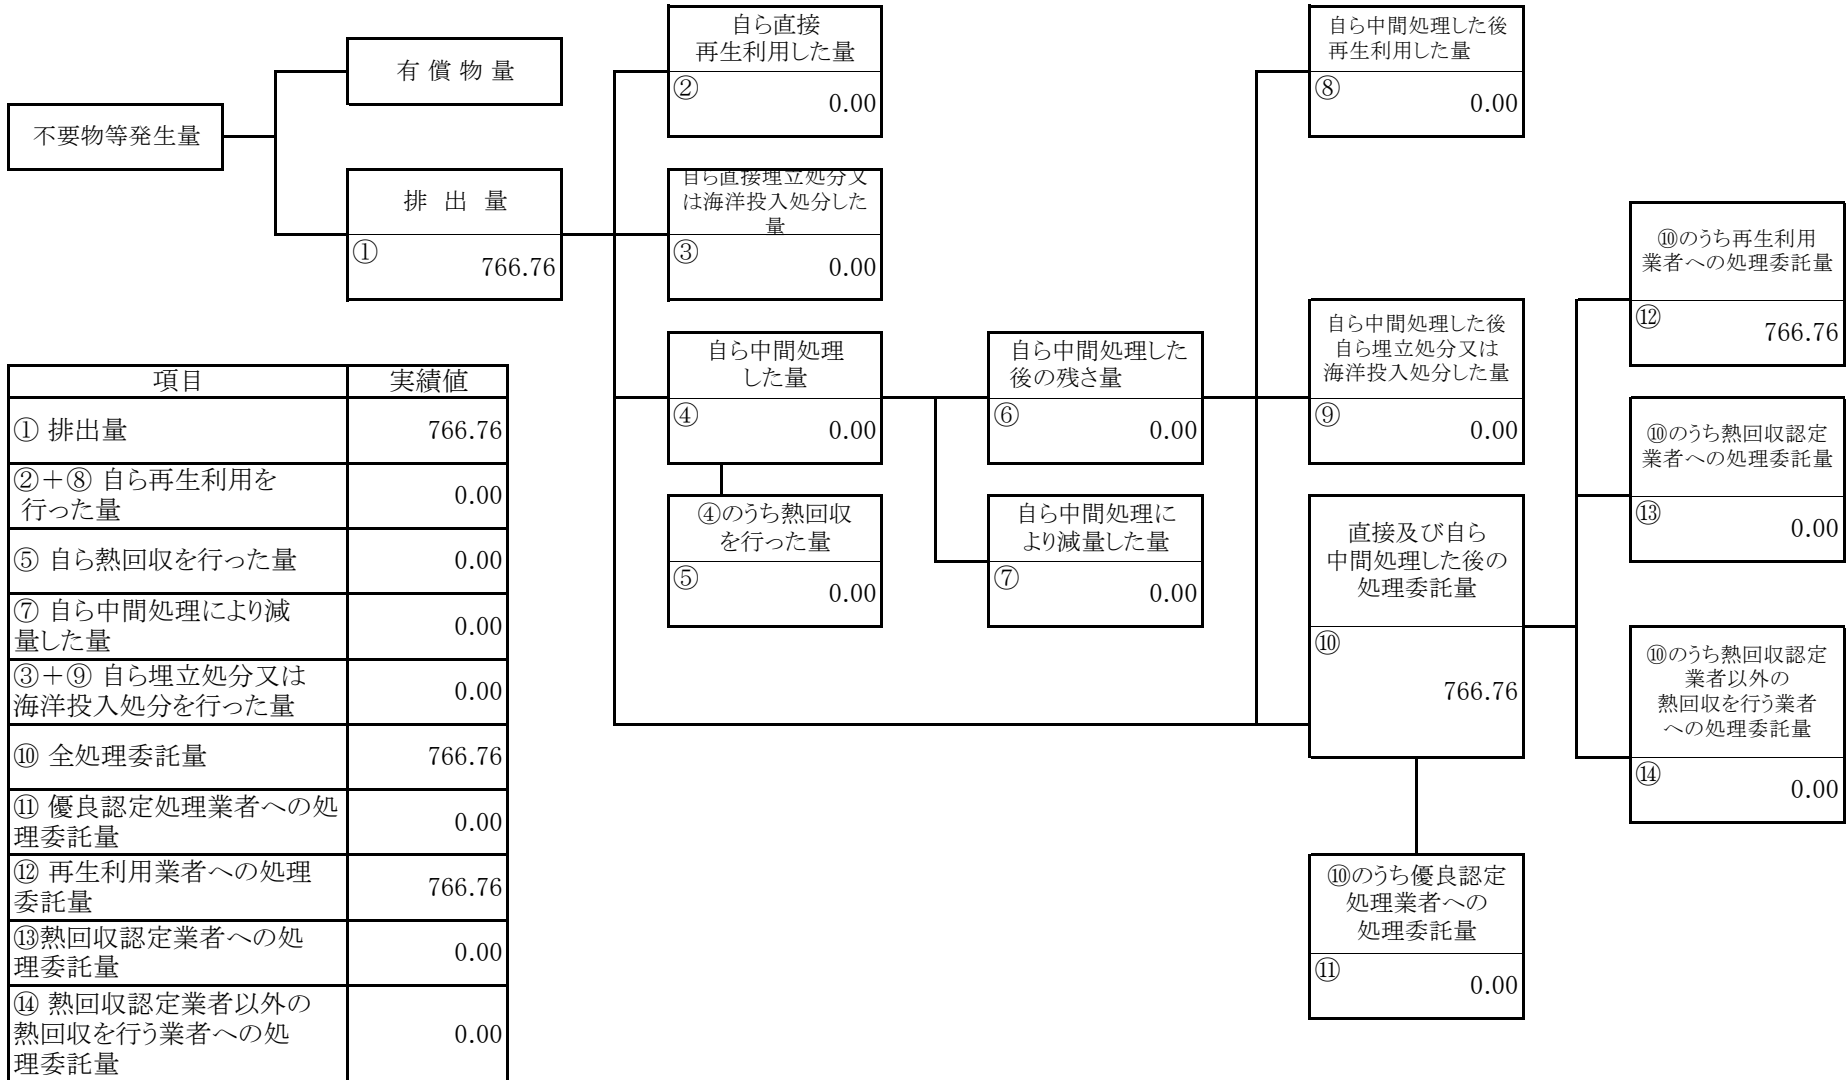 自ら直接
再生利用した量
②
0.00
自ら中間処理した後
再生利用した量
⑧
0.00
有 償 物 量
不要物等発生量
排 出 量
①
766.76
自ら直接埋立処分又
は海洋投入処分した
量
③
0.00
⑩のうち再生利用
業者への処理委託量
⑫
766.76
自ら中間処理
した量
④
0.00
自ら中間処理した
後の残さ量
⑥
0.00
自ら中間処理した後
自ら埋立処分又は
海洋投入処分した量
⑨
0.00
⑩のうち熱回収認定
業者への処理委託量
⑬
0.00
④のうち熱回収
を行った量
⑤
0.00
自ら中間処理に
より減量した量
⑦
0.00
直接及び自ら
中間処理した後の
処理委託量
⑩
766.76
⑩のうち熱回収認定
業者以外の
熱回収を行う業者
への処理委託量
⑭
0.00
⑩のうち優良認定
処理業者への
処理委託量
⑪
0.00
項目 実績値
① 排出量 766.76
②＋⑧ 自ら再生利用を
行った量 0.00
⑤ 自ら熱回収を行った量 0.00
⑦ 自ら中間処理により減
量した量 0.00
③＋⑨ 自ら埋立処分又は
海洋投入処分を行った量 0.00
⑩ 全処理委託量 766.76
⑪ 優良認定処理業者への処
理委託量 0.00
⑫ 再生利用業者への処理
委託量 766.76
⑬熱回収認定業者への処
理委託量 0.00
⑭ 熱回収認定業者以外の
熱回収を行う業者への処
理委託量 0.00